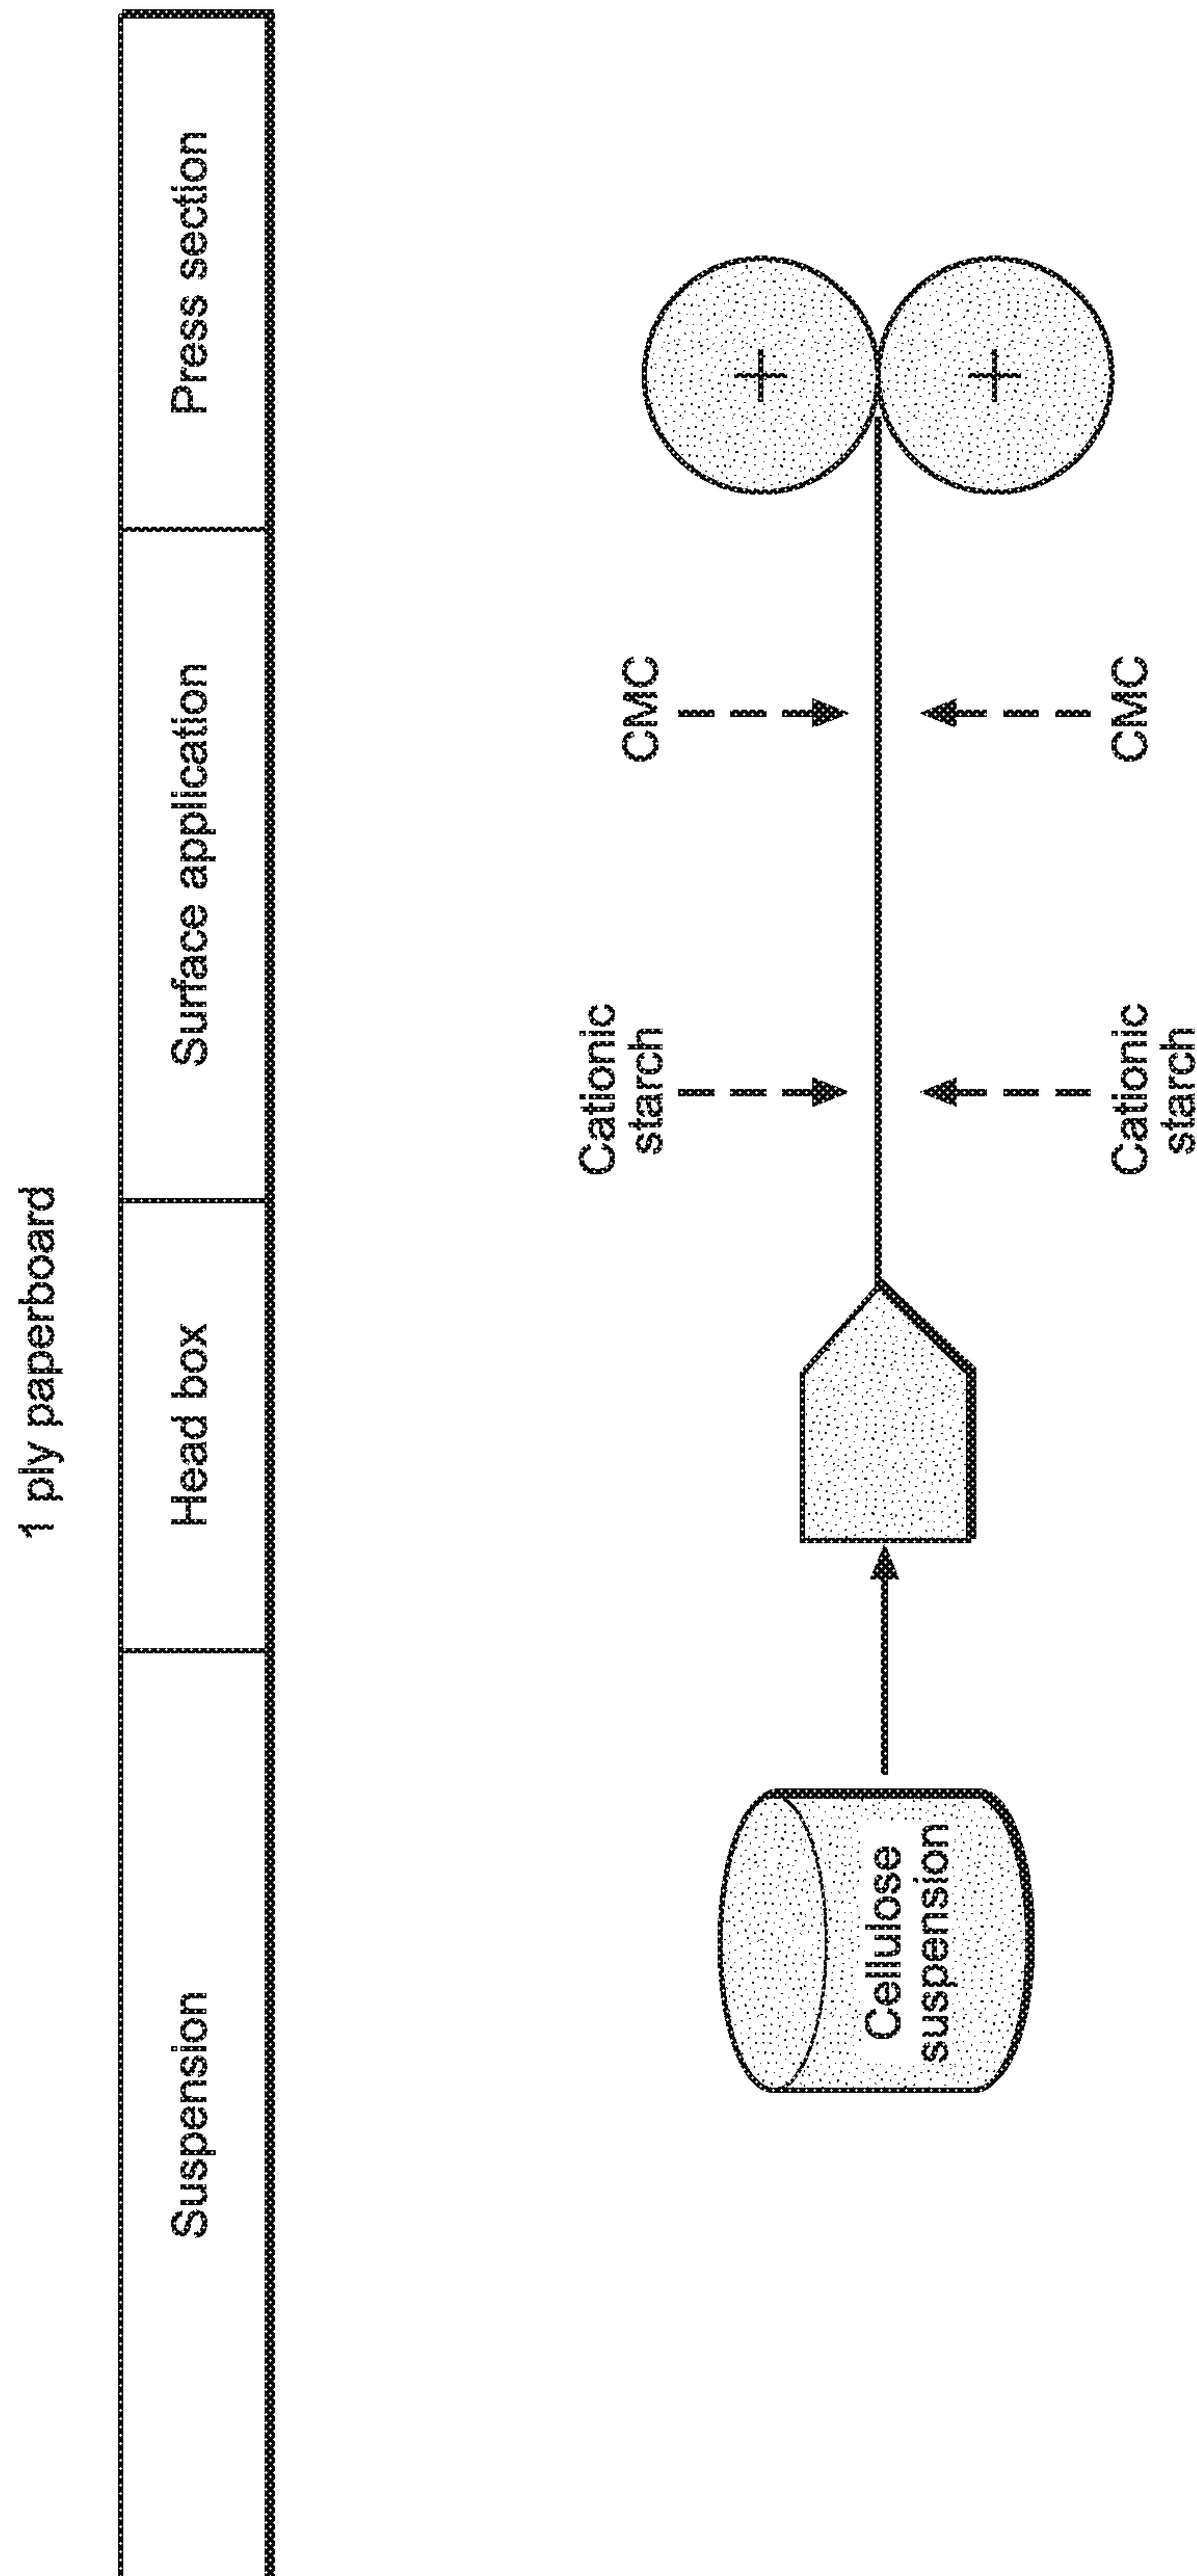 1 ply paperboard
Suspension
Head box
Surface application
Press section
Cationic
starch
CMC
Cellulose
suspension
Cationic
starch
CMC